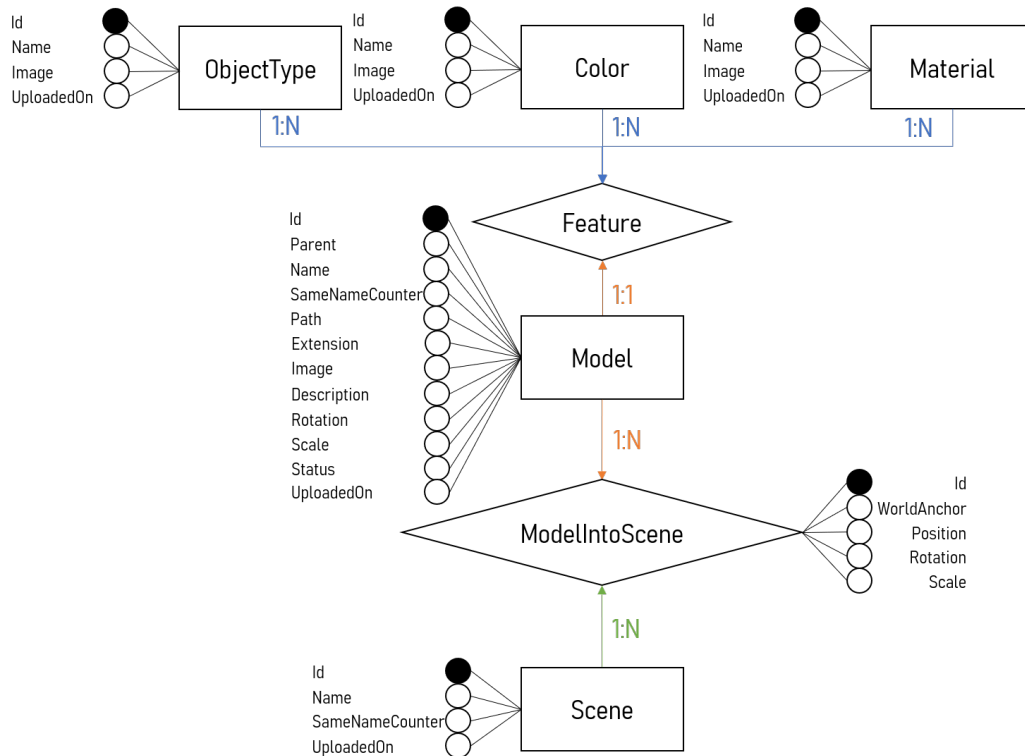 Id
Name
Image
UploadedOn
ObjectType
Id
Name
Image
UploadedOn
Color
Id
Name
Image
UploadedOn
Material
1:N
1:N
1:N
Feature
Id
Parent
Name
SameNameCounter
Path
Extension
Image
Description
Rotation
Scale
Status
UploadedOn
1:1
Model
1:N
ModelIntoScene
Id
WorldAnchor
Position
Rotation
Scale
1:N
Id
Name
SameNameCounter
UploadedOn
Scene